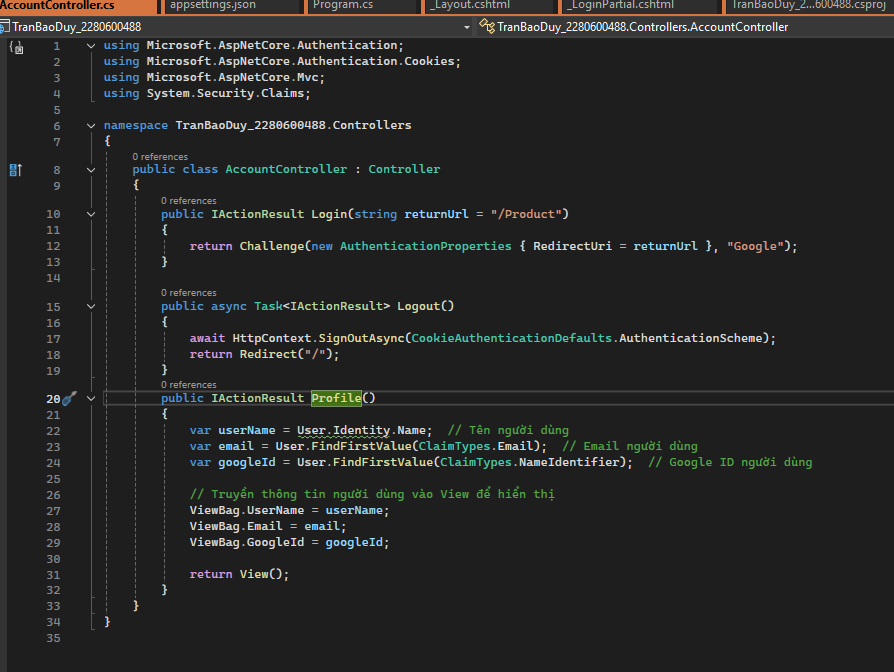 AccountController.cs appsettings.json Program.cs _Layout.cshtml _LoginPartial.cshtml TranBaoDuy_2...600488.csproj
TranBaoDuy_2280600488 TranBaoDuy_2280600488.Controllers.AccountController
1 using Microsoft.AspNetCore.Authentication;
2 using Microsoft.AspNetCore.Authentication.Cookies;
3 using Microsoft.AspNetCore.Mvc;
4 using System.Security.Claims;
5
6 namespace TranBaoDuy_2280600488.Controllers
7 {
0 references
8 public class AccountController : Controller
9 {
0 references
10 public IActionResult Login(string returnUrl = "/Product")
11 {
12 return Challenge(new AuthenticationProperties { RedirectUri = returnUrl }, "Google");
13 }
14
0 references
15 public async Task<IActionResult> Logout()
16 {
17 await HttpContext.SignOutAsync(CookieAuthenticationDefaults.AuthenticationScheme);
18 return Redirect("/");
19 }
0 references
20 public IActionResult Profile()
21 {
22 var userName = User.Identity.Name; // Tên người dùng
23 var email = User.FindFirstValue(ClaimTypes.Email); // Email người dùng
24 var googleId = User.FindFirstValue(ClaimTypes.NameIdentifier); // Google ID người dùng
25
26 // Truyền thông tin người dùng vào View để hiển thị
27 ViewBag.UserName = userName;
28 ViewBag.Email = email;
29 ViewBag.GoogleId = googleId;
30
31 return View();
32 }
33 }
34 }
35